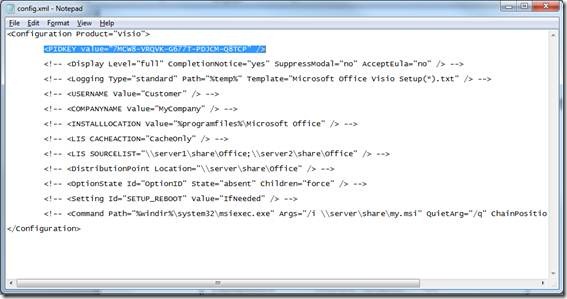 config.xml - Notepad
File Edit Format View Help
<Configuration Product="Visio">
<PIDKEY Value="7MCW8-VRQVK-G677T-PDJCM-Q8TCP" />
<!-- <Display Level="full" CompletionNotice="yes" SuppressModal="no" AcceptEula="no" /> -->
<!-- <Logging Type="standard" Path="%temp%" Template="Microsoft Office Visio Setup(*).txt" /> -->
<!-- <USERNAME Value="Customer" /> -->
<!-- <COMPANYNAME Value="MyCompany" /> -->
<!-- <INSTALLLOCATION Value="%programfiles%\Microsoft Office" /> -->
<!-- <LIS CACHEACTION="CacheOnly" /> -->
<!-- <LIS SOURCELIST="\\server1\share\Office;\\server2\share\Office" /> -->
<!-- <DistributionPoint Location="\\server\share\Office" /> -->
<!-- <OptionState Id="OptionID" State="absent" Children="force" /> -->
<!-- <Setting Id="SETUP_REBOOT" Value="IfNeeded" /> -->
<!-- <Command Path="%windir%\system32\msiexec.exe" Args="/i \\server\share\my.msi" QuietArg="/q" ChainPositio
</Configuration>